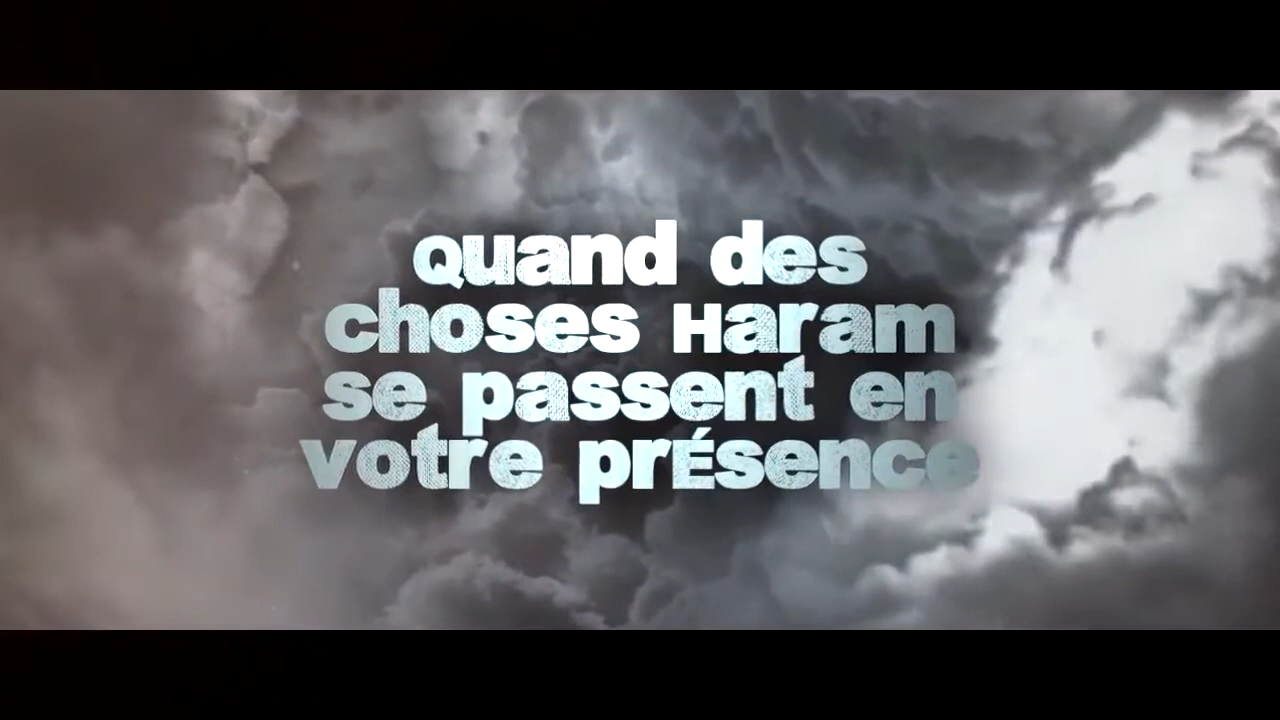 Quand des
choses Haram
se passent en
votre prÉsence